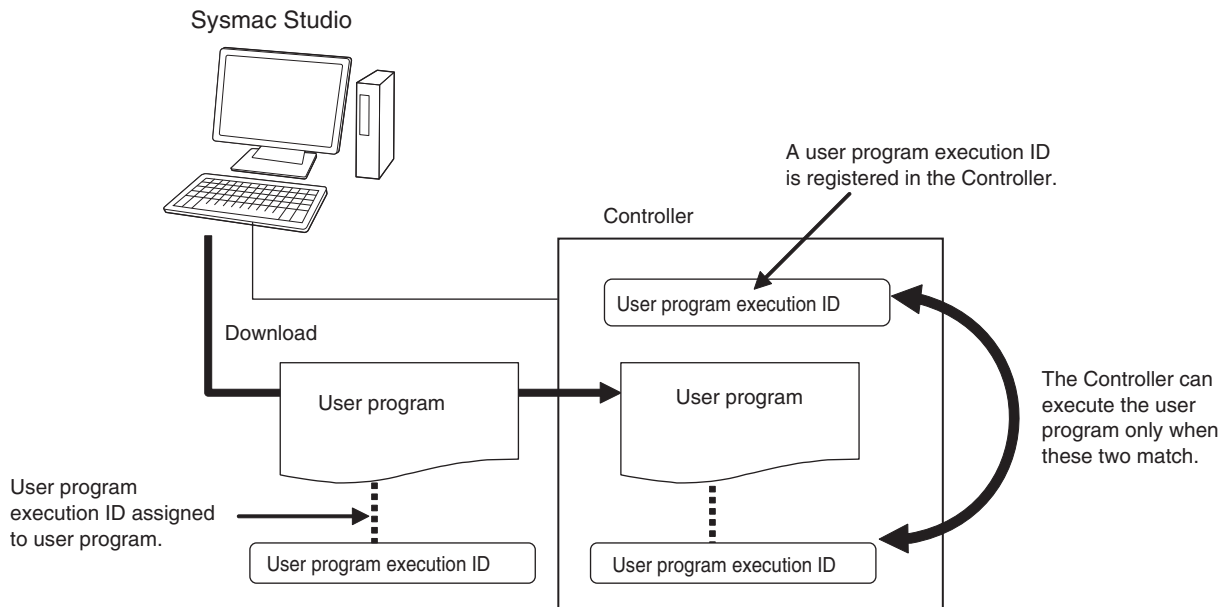 Sysmac Studio
A user program execution ID
is registered in the Controller.
Controller
User program execution ID
Download
User program
User program
The Controller can
execute the user
program only when
these two match.
User program
execution ID assigned
to user program.
User program execution ID
User program execution ID